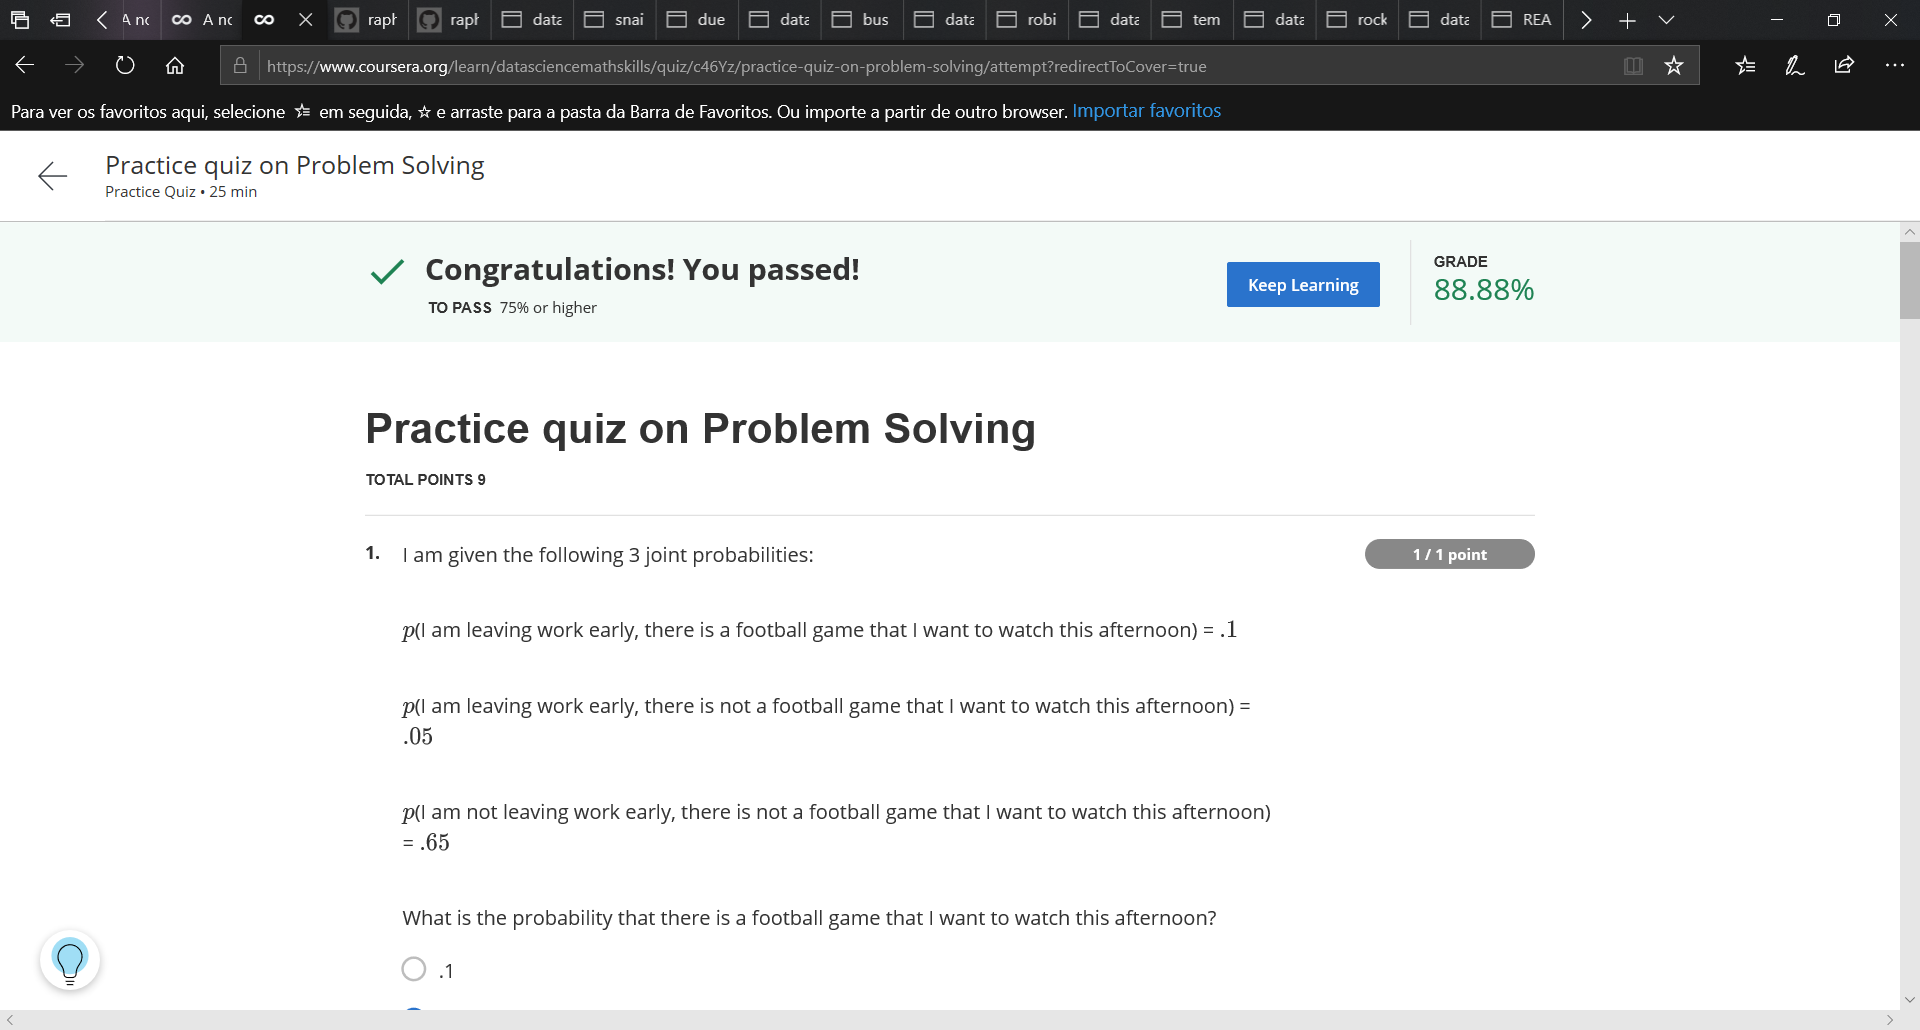 A nc
A nc
raph
raph
data
snai
due
data
bus
data
robi
data
tem
data
rock
data
REA
https://www.coursera.org/learn/datasciencemathskills/quiz/c46Yz/practice-quiz-on-problem-solving/attempt?redirectToCover=true
Para ver os favoritos aqui, selecione em seguida, e arraste para a pasta da Barra de Favoritos. Ou importe a partir de outro browser. Importar favoritos
Practice quiz on Problem Solving
Practice Quiz • 25 min
Congratulations! You passed!
TO PASS 75% or higher
Keep Learning
GRADE
88.88%
Practice quiz on Problem Solving
TOTAL POINTS 9
1. I am given the following 3 joint probabilities:
1 / 1 point
p(I am leaving work early, there is a football game that I want to watch this afternoon) = .1
p(I am leaving work early, there is not a football game that I want to watch this afternoon) =
.05
p(I am not leaving work early, there is not a football game that I want to watch this afternoon)
= .65
What is the probability that there is a football game that I want to watch this afternoon?
.1